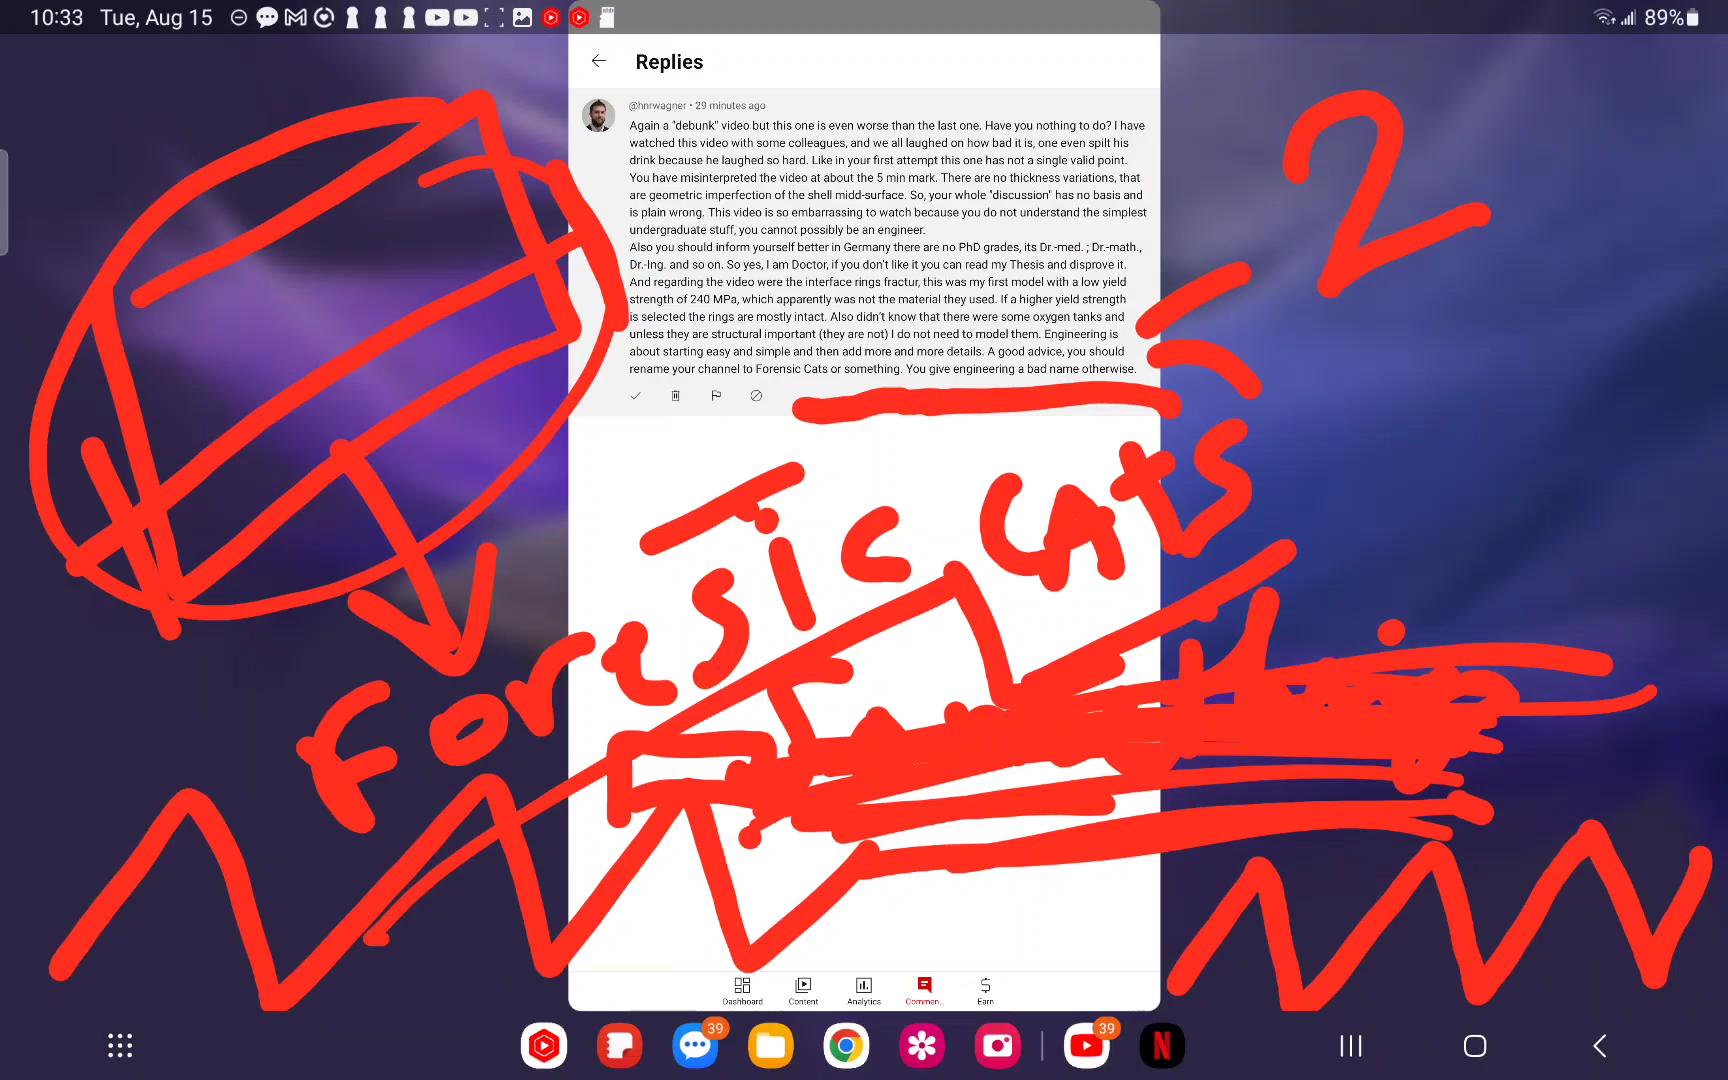 10:33 Tue, Aug 15
89%
Replies
@hnrwagner • 29 minutes ago
Again a "debunk" video but this one is even worse than the last one. Have you nothing to do? I have
watched this video with some colleagues, and we all laughed on how bad it is, one even spilt his
drink because he laughed so hard. Like in your first attempt this one has not a single valid point.
You have misinterpreted the video at about the 5 min mark. There are no thickness variations, that
are geometric imperfection of the shell midd-surface. So, your whole "discussion" has no basis and
is plain wrong. This video is so embarrassing to watch because you do not understand the simplest
undergraduate stuff, you cannot possibly be an engineer.
Also you should inform yourself better in Germany there are no PhD grades, its Dr.-med. ; Dr.-math.,
Dr.-Ing. and so on. So yes, I am Doctor, if you don't like it you can read my Thesis and disprove it.
And regarding the video were the interface rings fractur, this was my first model with a low yield
strength of 240 MPa, which apparently was not the material they used. If a higher yield strength
is selected the rings are mostly intact. Also didn't know that there were some oxygen tanks and
unless they are structural important (they are not) I do not need to model them. Engineering is
about starting easy and simple and then add more and more details. A good advice, you should
rename your channel to Forensic Cats or something. You give engineering a bad name otherwise.
2
Foresic CAts
Dashboard
Content
Analytics
Commen..
Earn
39
39
N